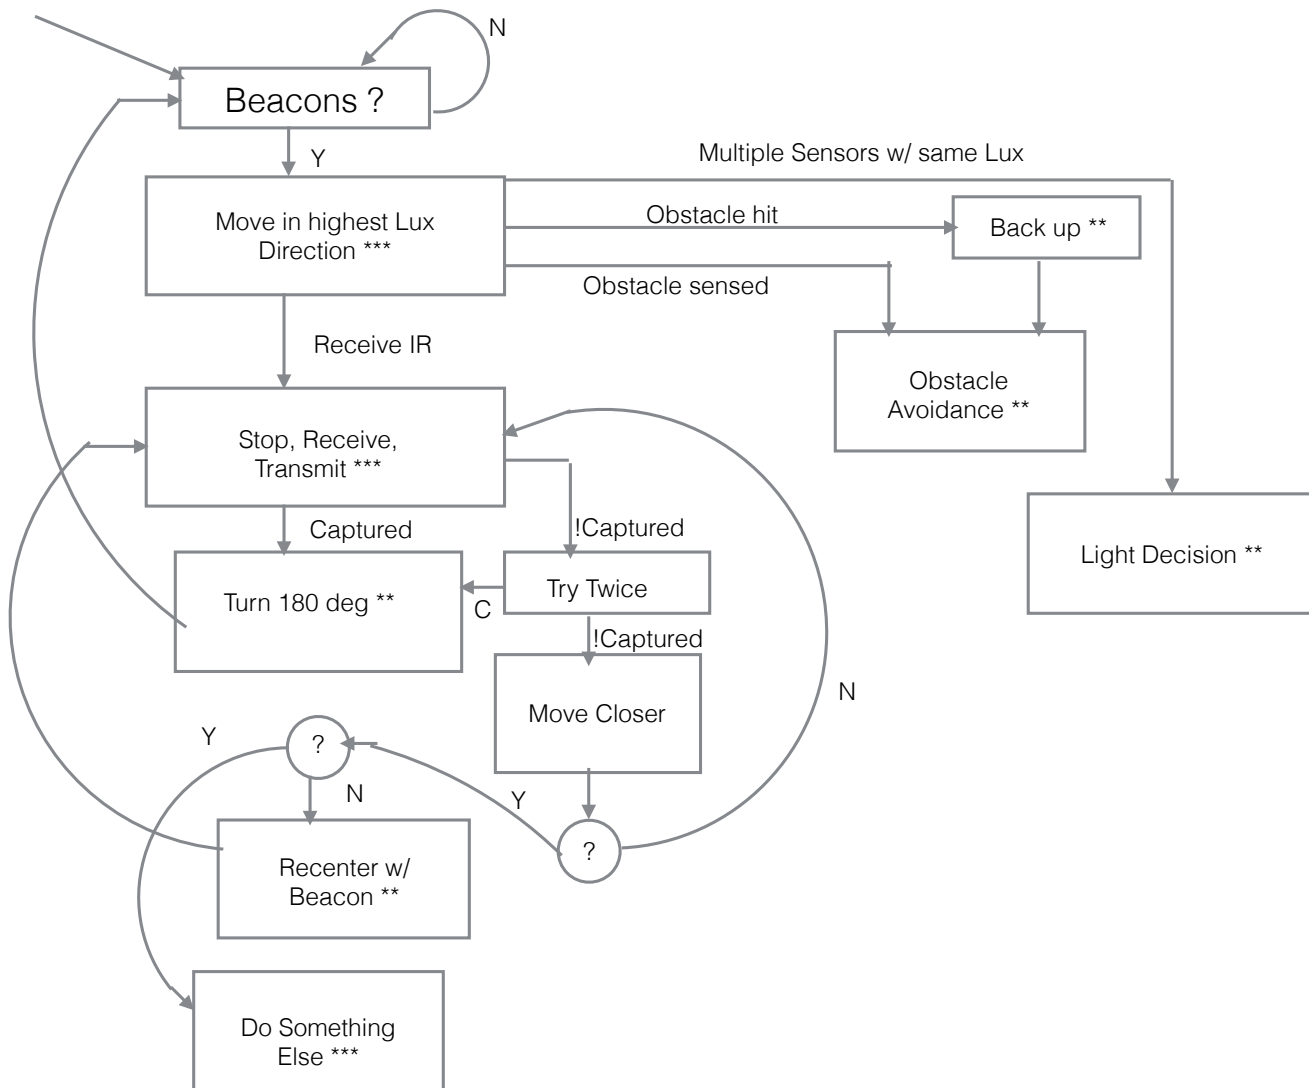 N
Beacons ?
Y
Multiple Sensors w/ same Lux
Move in highest Lux
Direction ***
Obstacle hit
Back up **
Obstacle sensed
Receive IR
Obstacle
Avoidance **
Stop, Receive,
Transmit ***
Captured
!Captured
Light Decision **
Turn 180 deg **
C
Try Twice
!Captured
Move Closer
N
Y
?
N
Y
?
Recenter w/
Beacon **
Do Something
Else ***